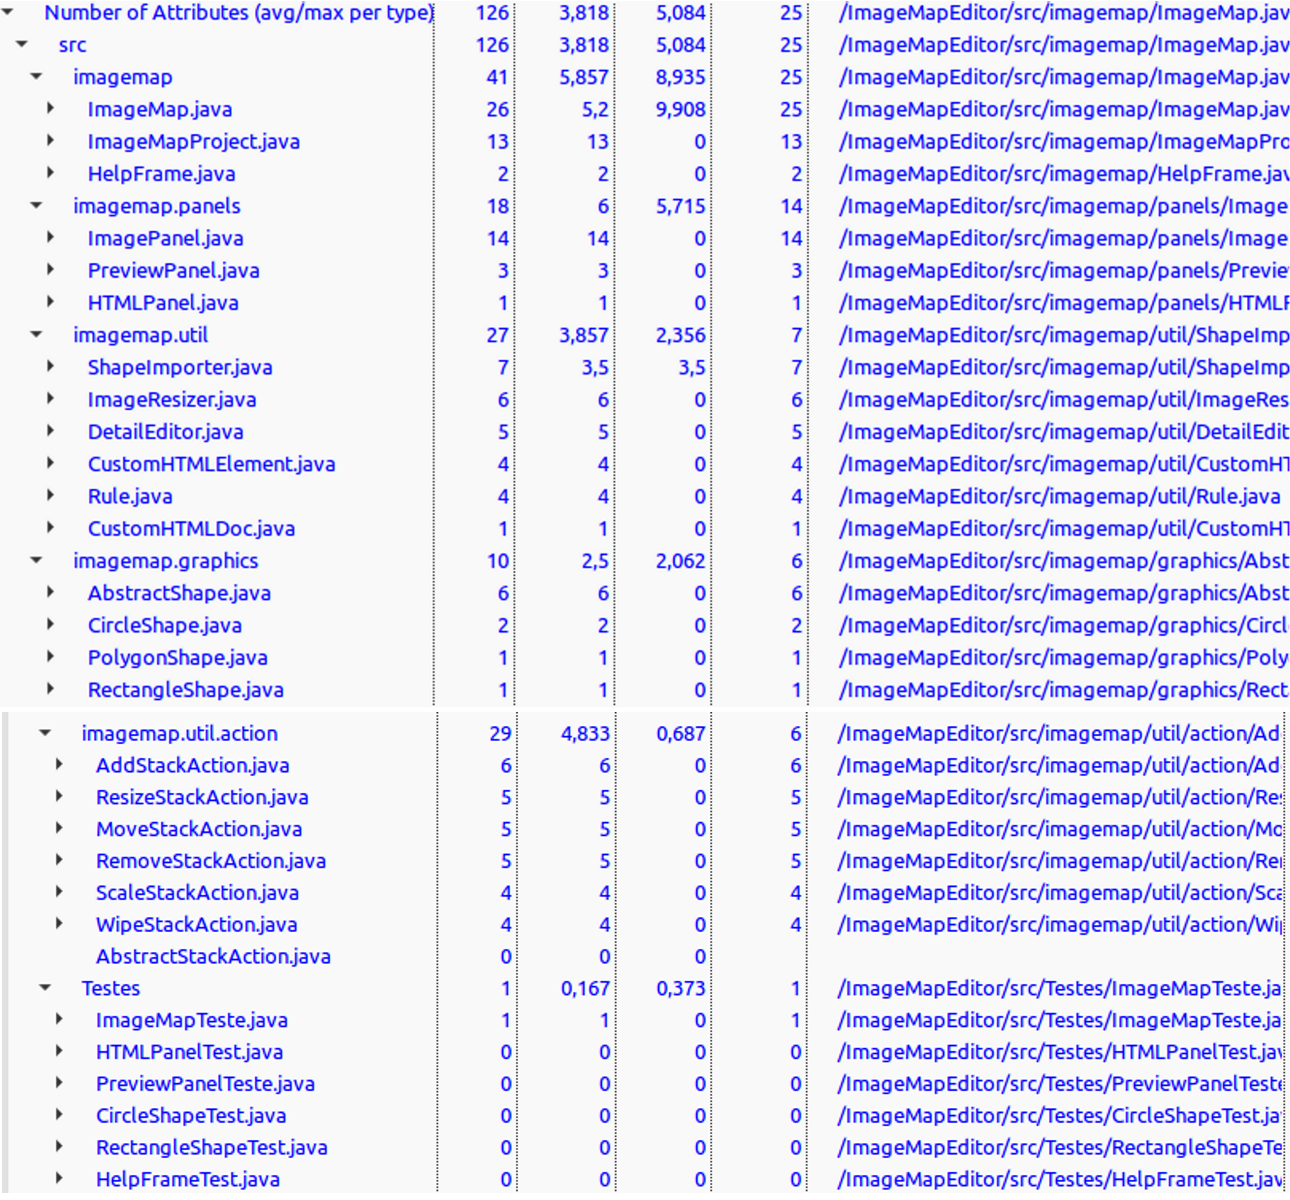 Number of Attributes (avg/max per type) 126 3,818 5,084 25 /ImageMapEditor/src/imagemap/ImageMap.jav
src 126 3,818 5,084 25 /ImageMapEditor/src/imagemap/ImageMap.jav
imagemap 41 5,857 8,935 25 /ImageMapEditor/src/imagemap/ImageMap.jav
ImageMap.java 26 5,2 9,908 25 /ImageMapEditor/src/imagemap/ImageMap.jav
ImageMapProject.java 13 13 0 13 /ImageMapEditor/src/imagemap/ImageMapPro
HelpFrame.java 2 2 0 2 /ImageMapEditor/src/imagemap/HelpFrame.jav
imagemap.panels 18 6 5,715 14 /ImageMapEditor/src/imagemap/panels/Image
ImagePanel.java 14 14 0 14 /ImageMapEditor/src/imagemap/panels/Image
PreviewPanel.java 3 3 0 3 /ImageMapEditor/src/imagemap/panels/Previe
HTMLPanel.java 1 1 0 1 /ImageMapEditor/src/imagemap/panels/HTMLP
imagemap.util 27 3,857 2,356 7 /ImageMapEditor/src/imagemap/util/ShapeImp
ShapeImporter.java 7 3,5 3,5 7 /ImageMapEditor/src/imagemap/util/ShapeImp
ImageResizer.java 6 6 0 6 /ImageMapEditor/src/imagemap/util/ImageRes
DetailEditor.java 5 5 0 5 /ImageMapEditor/src/imagemap/util/DetailEdit
CustomHTMLElement.java 4 4 0 4 /ImageMapEditor/src/imagemap/util/CustomHT
Rule.java 4 4 0 4 /ImageMapEditor/src/imagemap/util/Rule.java
CustomHTMLDoc.java 1 1 0 1 /ImageMapEditor/src/imagemap/util/CustomHT
imagemap.graphics 10 2,5 2,062 6 /ImageMapEditor/src/imagemap/graphics/Abst
AbstractShape.java 6 6 0 6 /ImageMapEditor/src/imagemap/graphics/Abst
CircleShape.java 2 2 0 2 /ImageMapEditor/src/imagemap/graphics/Circl
PolygonShape.java 1 1 0 1 /ImageMapEditor/src/imagemap/graphics/Poly
RectangleShape.java 1 1 0 1 /ImageMapEditor/src/imagemap/graphics/Rect
imagemap.util.action 29 4,833 0,687 6 /ImageMapEditor/src/imagemap/util/action/Ad
AddStackAction.java 6 6 0 6 /ImageMapEditor/src/imagemap/util/action/Ad
ResizeStackAction.java 5 5 0 5 /ImageMapEditor/src/imagemap/util/action/Res
MoveStackAction.java 5 5 0 5 /ImageMapEditor/src/imagemap/util/action/Mo
RemoveStackAction.java 5 5 0 5 /ImageMapEditor/src/imagemap/util/action/Rer
ScaleStackAction.java 4 4 0 4 /ImageMapEditor/src/imagemap/util/action/Sca
WipeStackAction.java 4 4 0 4 /ImageMapEditor/src/imagemap/util/action/Wip
AbstractStackAction.java 0 0 0
Testes 1 0,167 0,373 1 /ImageMapEditor/src/Testes/ImageMapTeste.ja
ImageMapTeste.java 1 1 0 1 /ImageMapEditor/src/Testes/ImageMapTeste.ja
HTMLPanelTest.java 0 0 0 0 /ImageMapEditor/src/Testes/HTMLPanelTest.jav
PreviewPanelTeste.java 0 0 0 0 /ImageMapEditor/src/Testes/PreviewPanelTeste
CircleShapeTest.java 0 0 0 0 /ImageMapEditor/src/Testes/CircleShapeTest.ja
RectangleShapeTest.java 0 0 0 0 /ImageMapEditor/src/Testes/RectangleShapeTe
HelpFrameTest.java 0 0 0 0 /ImageMapEditor/src/Testes/HelpFrameTest.jav